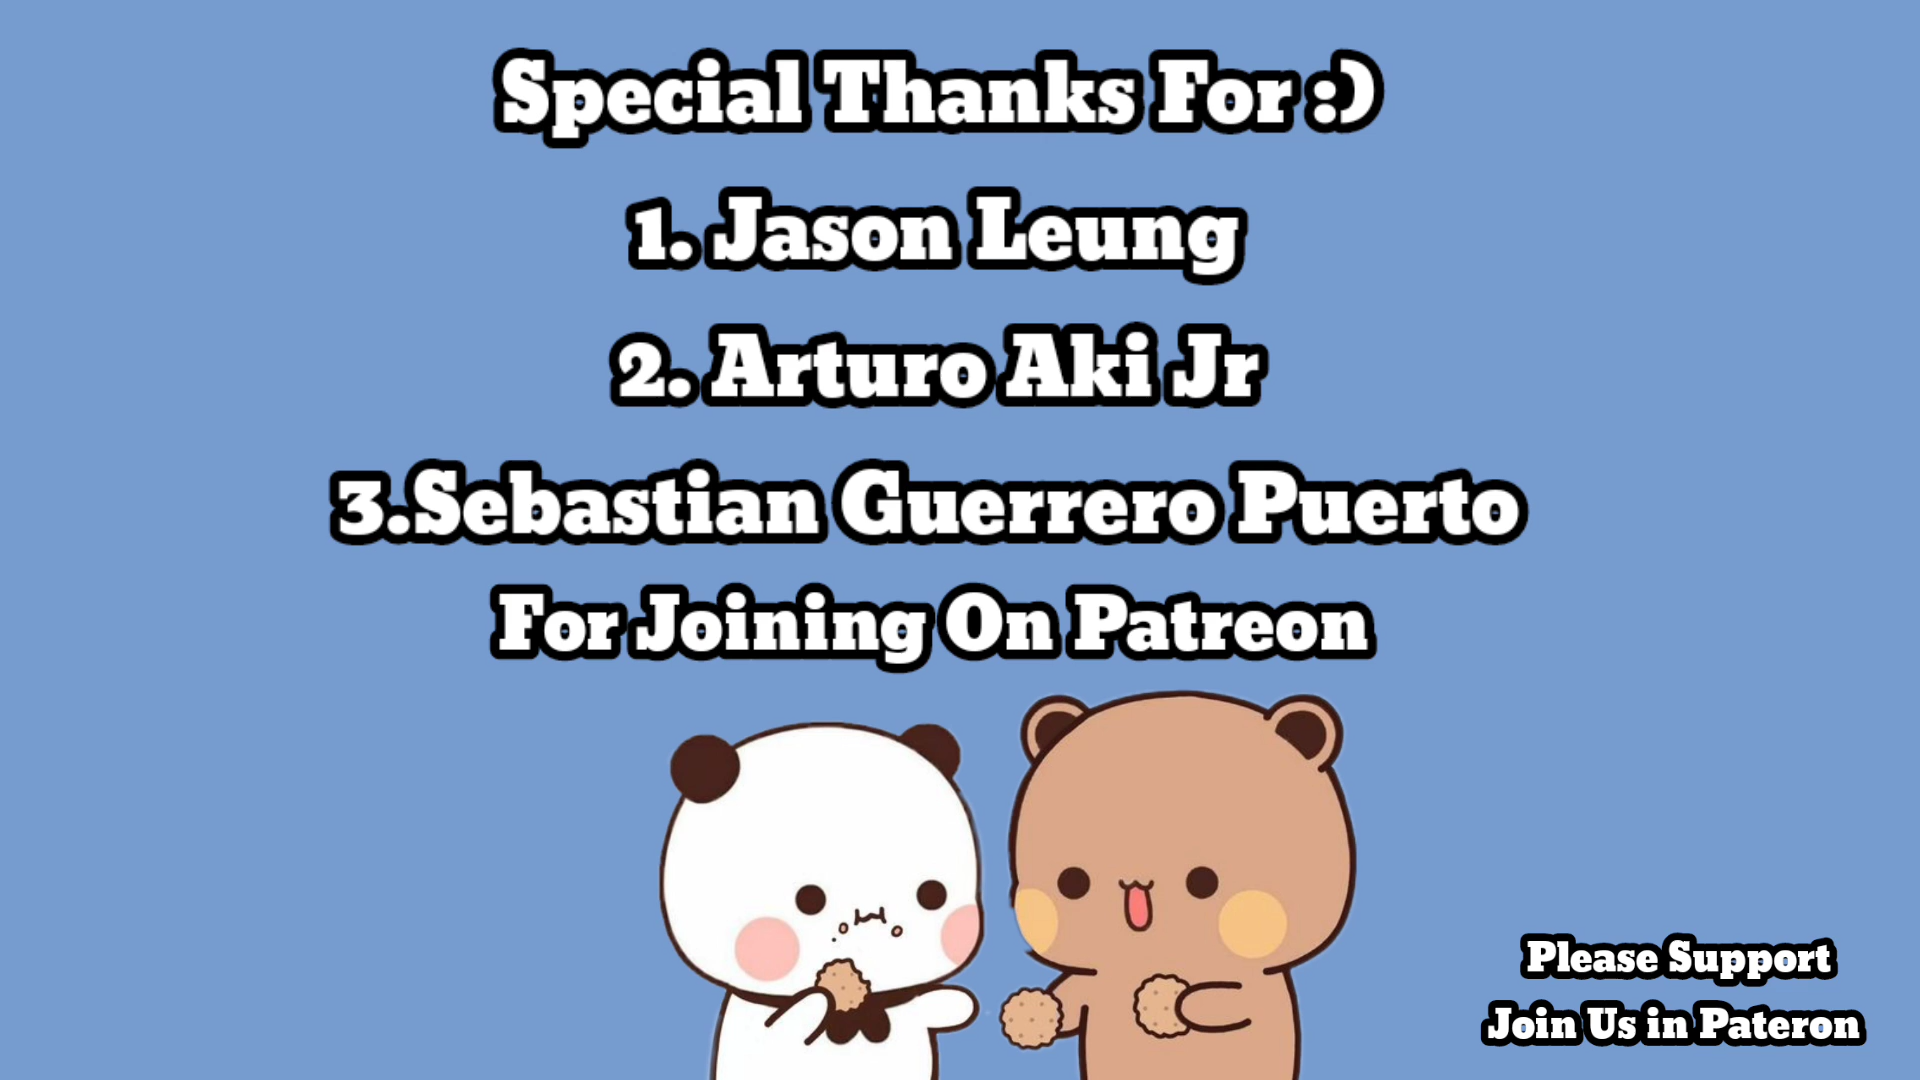 Special Thanks For :)
1. Jason Leung
2. Arturo Aki Jr
3.Sebastian Guerrero Puerto
For Joining On Patreon
Please Support
Join Us in Pateron